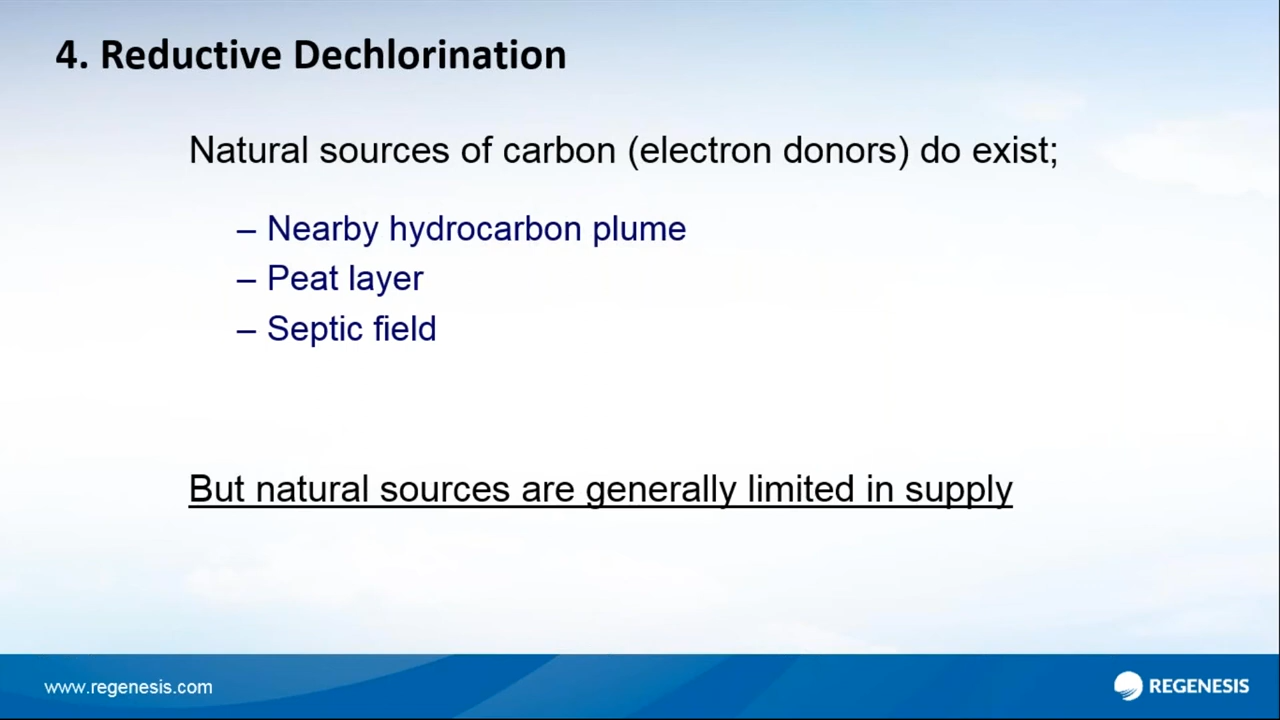 4. Reductive Dechlorination
Natural sources of carbon (electron donors) do exist;
– Nearby hydrocarbon plume
– Peat layer
– Septic field
But natural sources are generally limited in supply
www.regenesis.com
REGENESIS